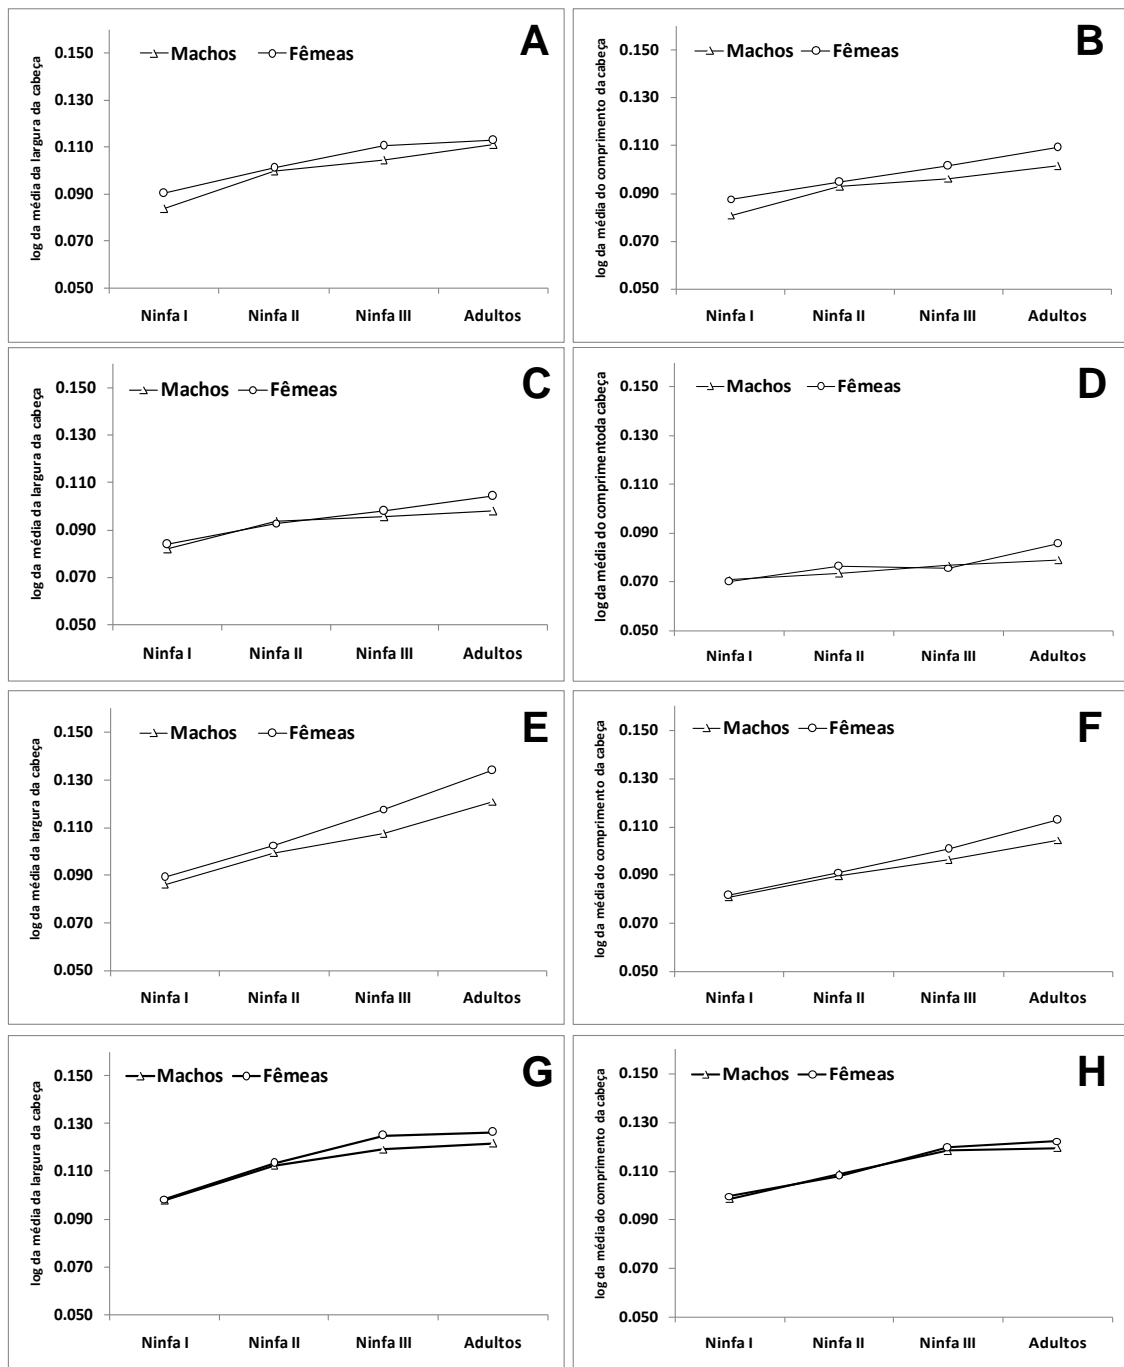 A
Machos Fêmeas
log da média da largura da cabeça
0.150
0.130
0.110
0.090
0.070
0.050
Ninfa I Ninfa II Ninfa III Adultos
B
Machos Fêmeas
log da média do comprimento da cabeça
0.150
0.130
0.110
0.090
0.070
0.050
Ninfa I Ninfa II Ninfa III Adultos
C
Machos Fêmeas
log da média da largura da cabeça
0.150
0.130
0.110
0.090
0.070
0.050
Ninfa I Ninfa II Ninfa III Adultos
D
Machos Fêmeas
log da média do comprimentoda cabeça
0.150
0.130
0.110
0.090
0.070
0.050
Ninfa I Ninfa II Ninfa III Adultos
E
Machos Fêmeas
log da média da largura da cabeça
0.150
0.130
0.110
0.090
0.070
0.050
Ninfa I Ninfa II Ninfa III Adultos
F
Machos Fêmeas
log da média do comprimento da cabeça
0.150
0.130
0.110
0.090
0.070
0.050
Ninfa I Ninfa II Ninfa III Adultos
G
Machos Fêmeas
log da média da largura da cabeça
0.150
0.130
0.110
0.090
0.070
0.050
Ninfa I Ninfa II Ninfa III Adultos
H
Machos Fêmeas
log da média do comprimento da cabeça
0.150
0.130
0.110
0.090
0.070
0.050
Ninfa I Ninfa II Ninfa III Adultos